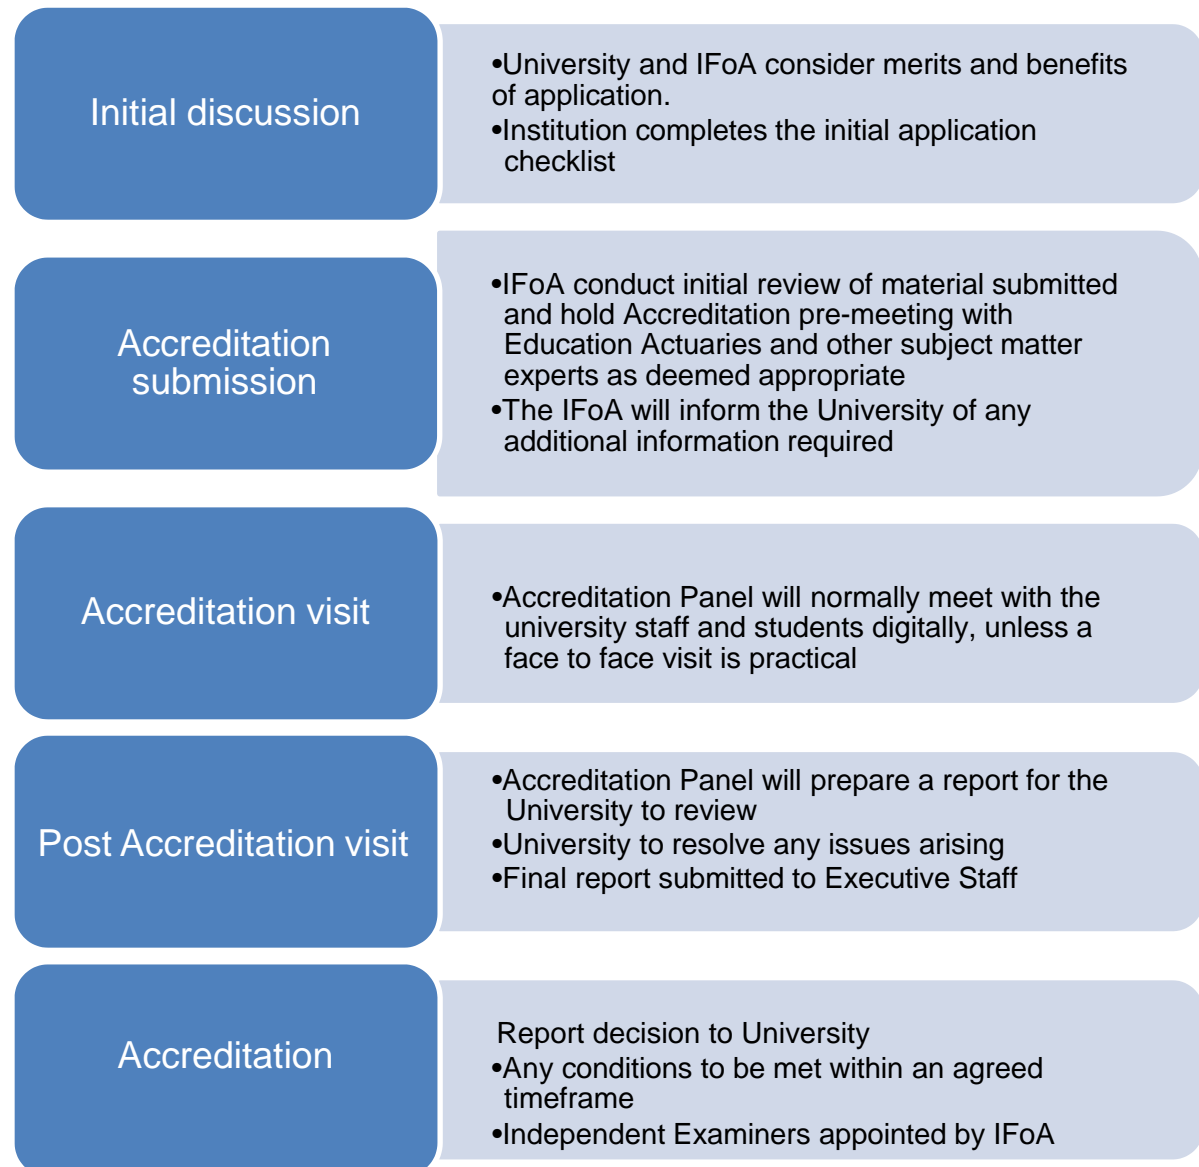 Initial discussion
•University and IFoA consider merits and benefits
of application.
•Institution completes the initial application
checklist
Accreditation
submission
•IFoA conduct initial review of material submitted
and hold Accreditation pre-meeting with
Education Actuaries and other subject matter
experts as deemed appropriate
•The IFoA will inform the University of any
additional information required
Accreditation visit
•Accreditation Panel will normally meet with the
university staff and students digitally, unless a
face to face visit is practical
Post Accreditation visit
•Accreditation Panel will prepare a report for the
University to review
•University to resolve any issues arising
•Final report submitted to Executive Staff
Accreditation
Report decision to University
•Any conditions to be met within an agreed
timeframe
•Independent Examiners appointed by IFoA